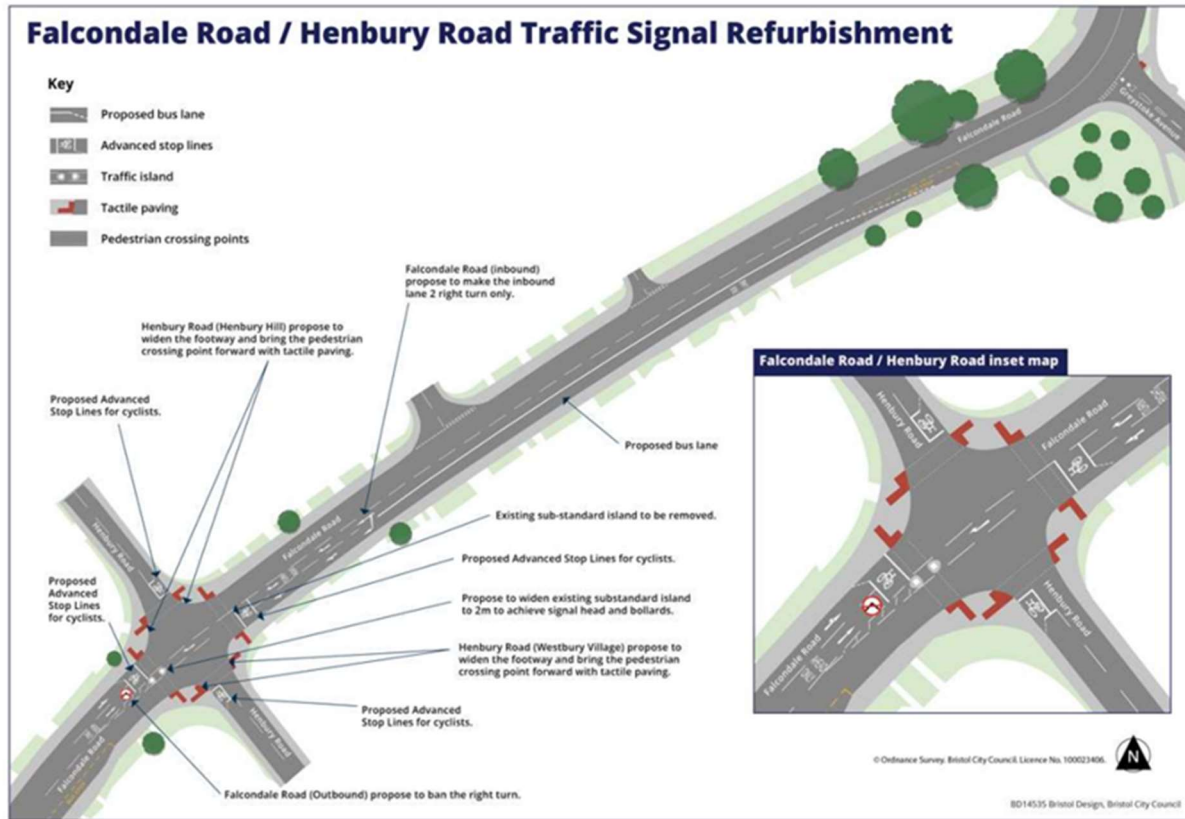 Falcondale Road / Henbury Road Traffic Signal Refurbishment
Key
Proposed bus lane
Advanced stop lines
Traffic island
Tactile paving
Pedestrian crossing points
Falcondale Road
Greystoke Avenue
Falcondale Road (inbound)
propose to make the inbound
lane 2 right turn only.
Henbury Road (Henbury Hill) propose to
widen the footway and bring the pedestrian
crossing point forward with tactile paving.
Proposed Advanced
Stop Lines for cyclists.
Proposed bus lane
Existing sub-standard island to be removed.
Proposed Advanced Stop Lines for cyclists.
Propose to widen existing substandard island
to 2m to achieve signal head and bollards.
Henbury Road (Westbury Village) propose to
widen the footway and bring the pedestrian
crossing point forward with tactile paving.
Proposed Advanced
Stop Lines for cyclists.
Proposed
Advanced
Stop Lines
for cyclists.
Henbury Road
Falcondale Road
Falcondale Road
Henbury Road
Falcondale Road (Outbound) propose to ban the right turn.
Falcondale Road / Henbury Road inset map
Henbury Road
Falcondale Road
Falcondale Road
Henbury Road
© Ordnance Survey. Bristol City Council. Licence No. 100023406.
N
BD14535 Bristol Design, Bristol City Council